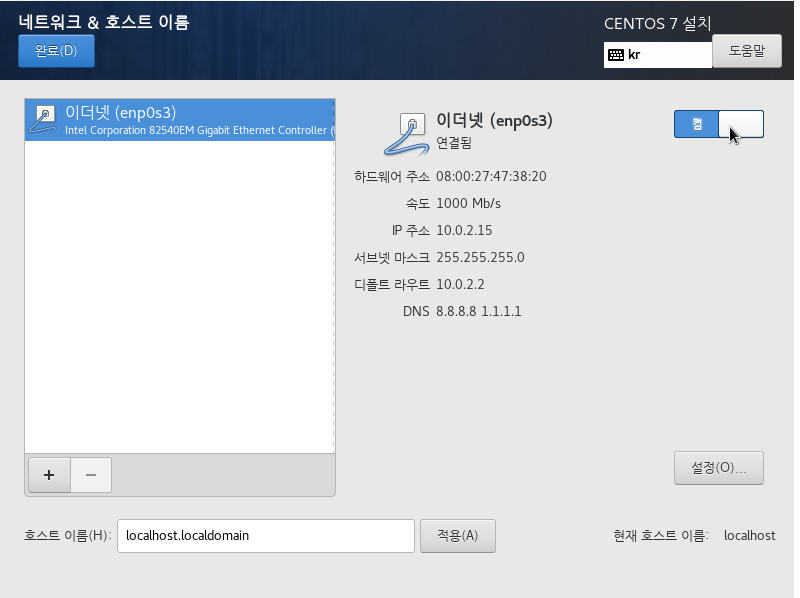 네트워크 & 호스트 이름
완료(D)
CENTOS 7 설치
kr
도움말
이더넷 (enp0s3)
Intel Corporation 82540EM Gigabit Ethernet Controller (
이더넷 (enp0s3)
연결됨
켬
하드웨어 주소 08:00:27:47:38:20
속도 1000 Mb/s
IP 주소 10.0.2.15
서브넷 마스크 255.255.255.0
디폴트 라우트 10.0.2.2
DNS 8.8.8.8 1.1.1.1
+ −
설정(O)...
호스트 이름(H): localhost.localdomain 적용(A) 현재 호스트 이름: localhost